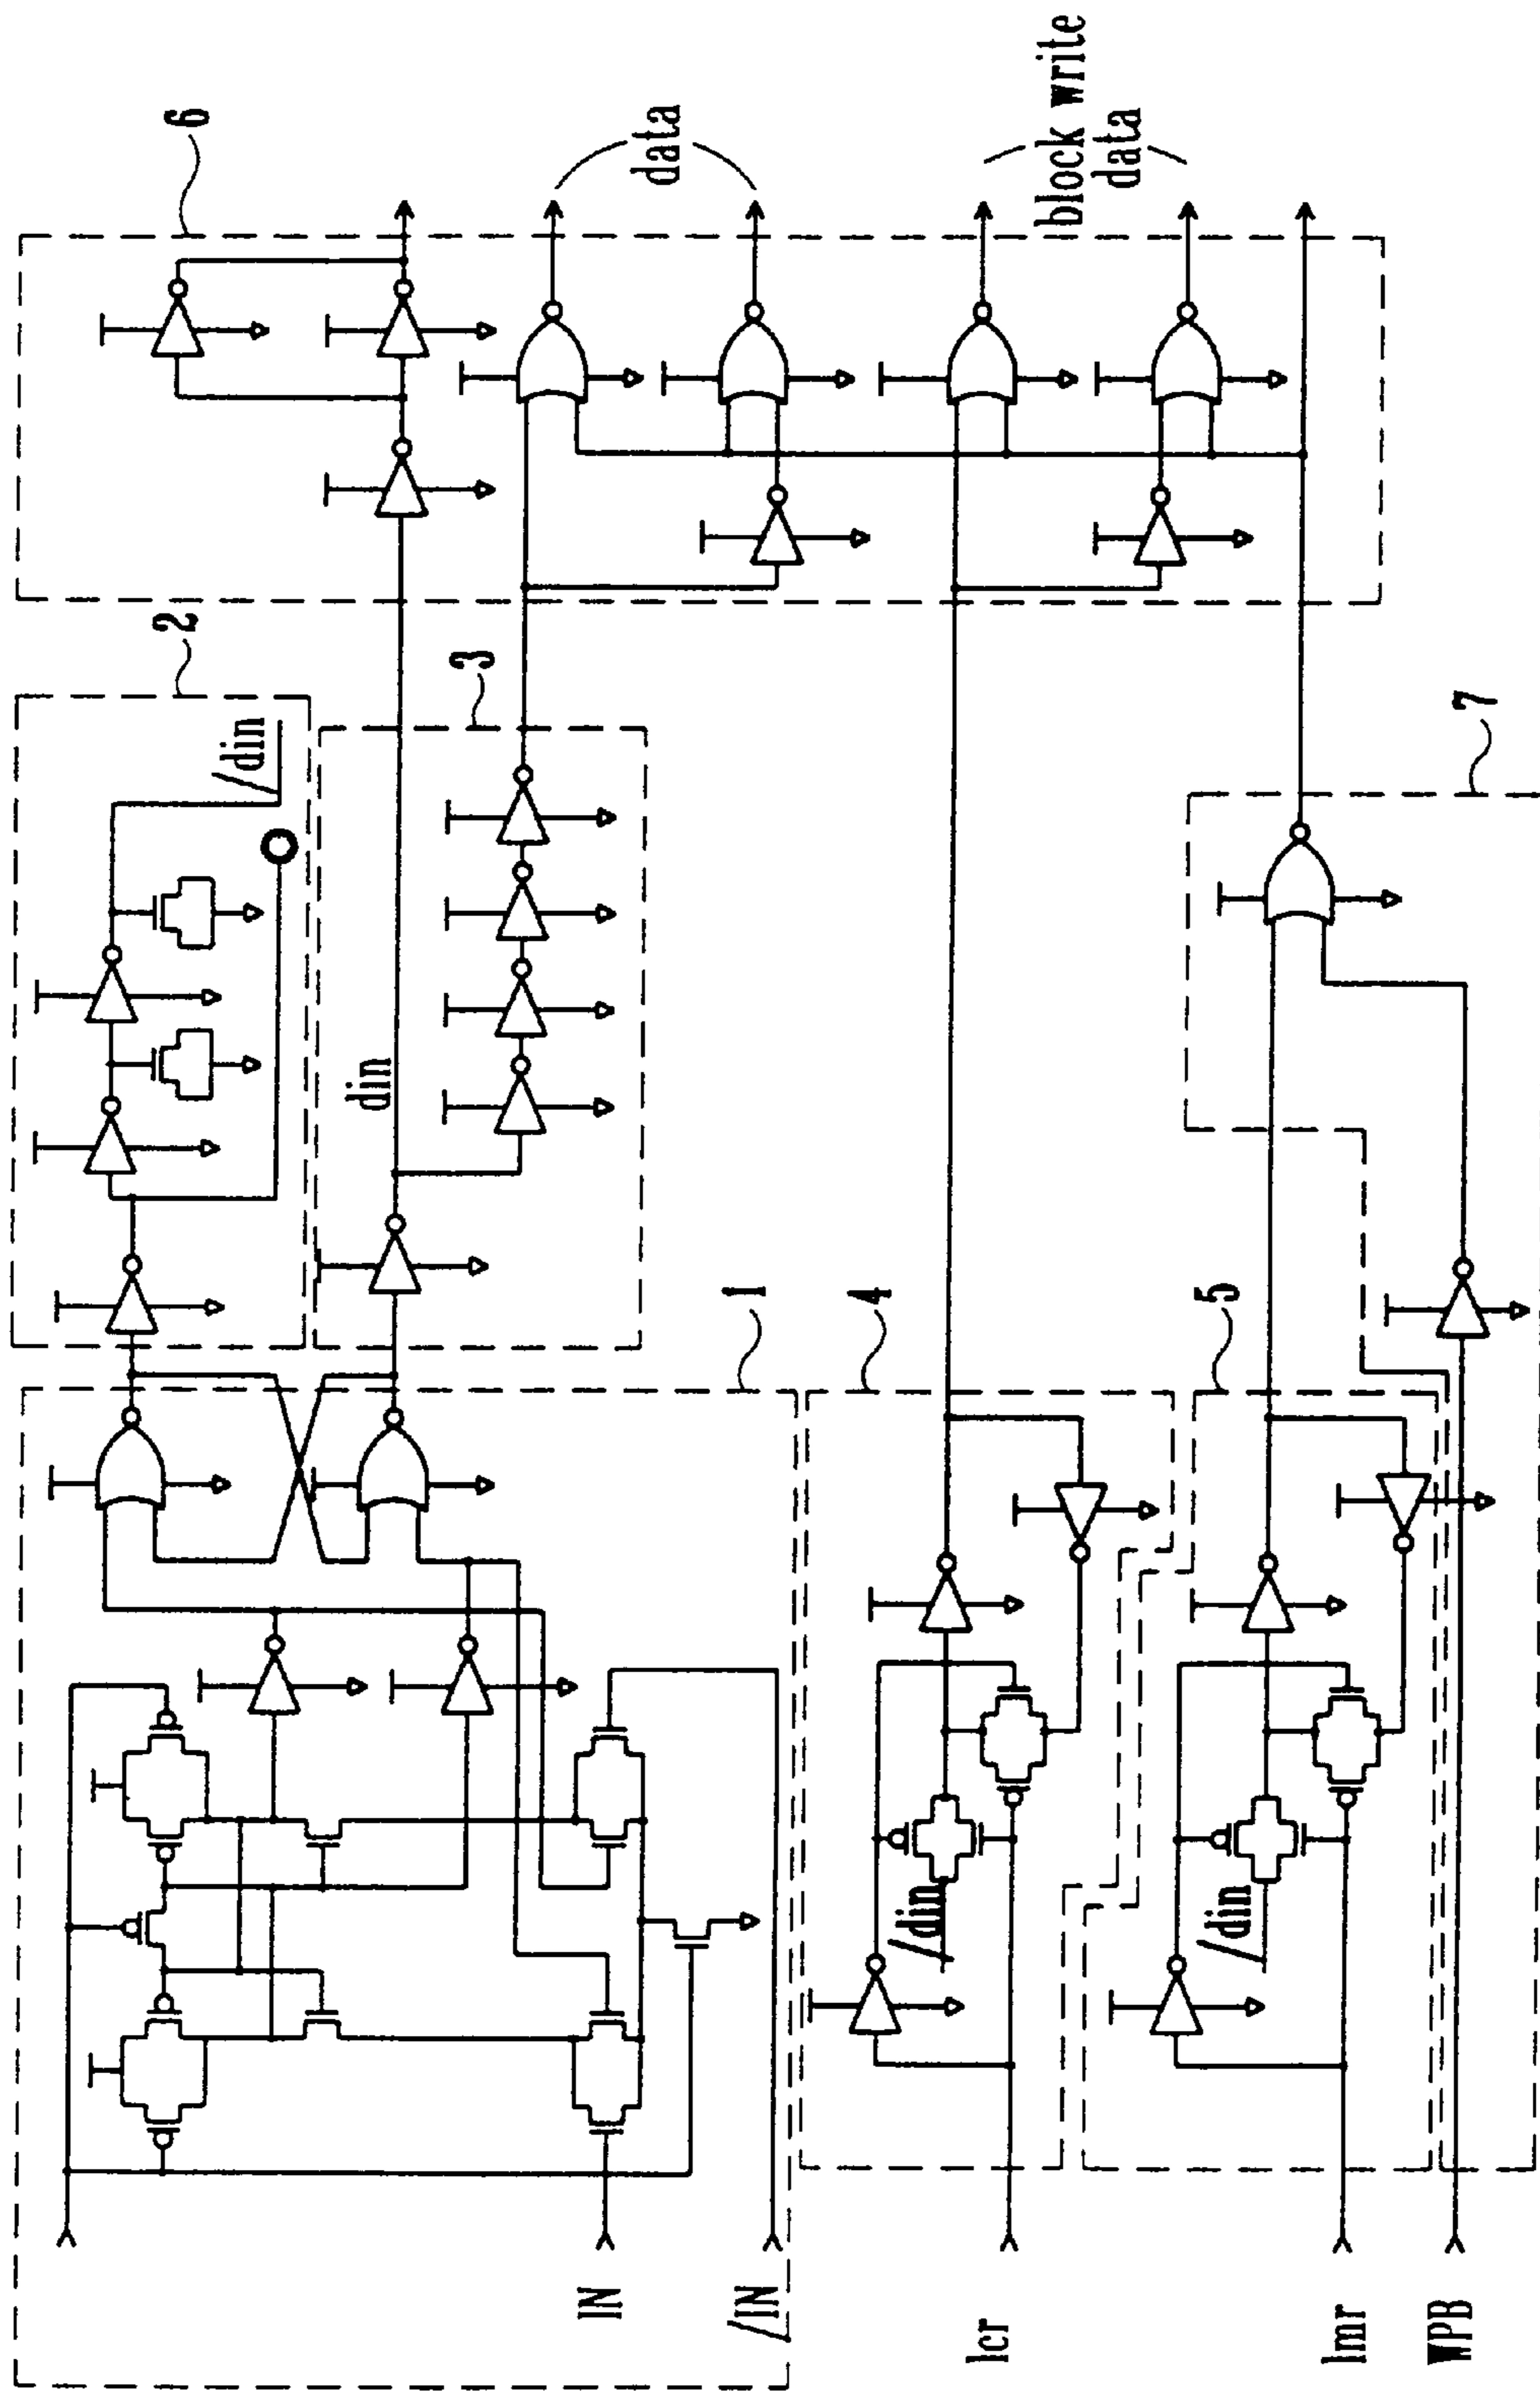 6
data
block write
data
2
/din
3
din
7
1
4
5
/din
/din
IN
/IN
lcr
lmr
WPB